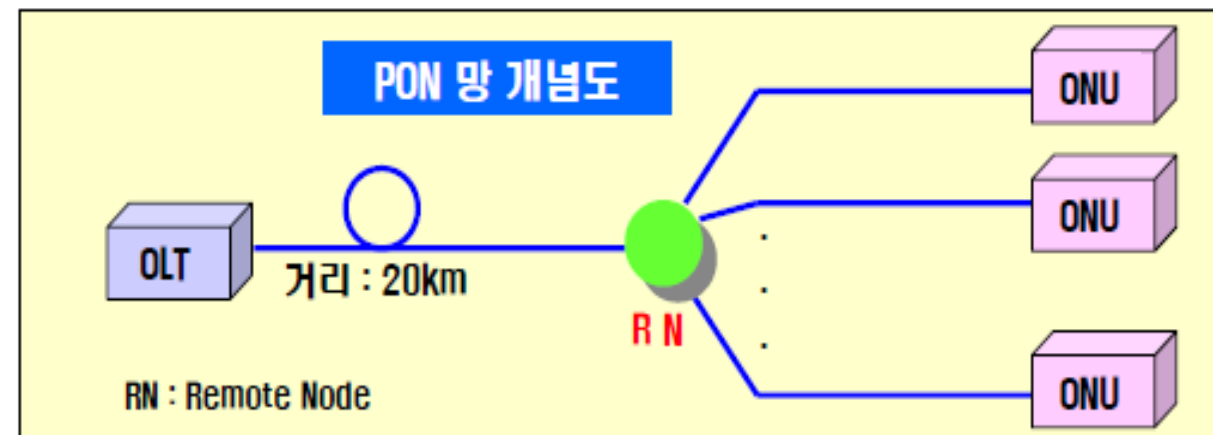 PON 망 개념도
ONU
ONU
OLT
거리 : 20km
.
.
.
R N
RN : Remote Node
ONU